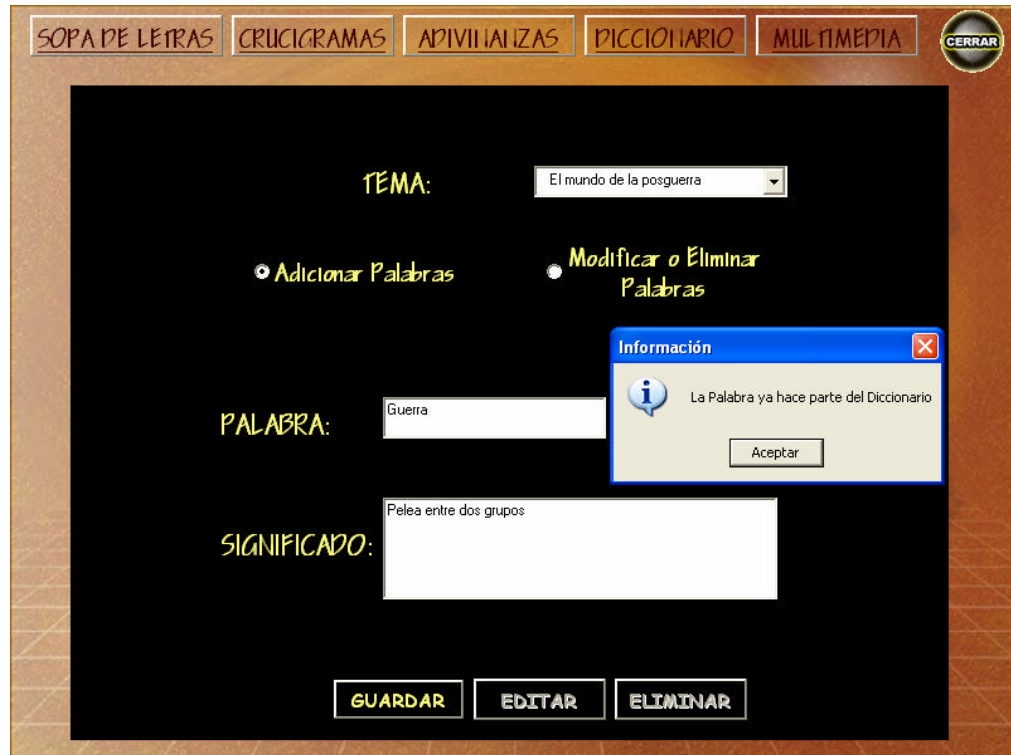 SOPA DE LETRAS CRUCIGRAMAS ADIVINANZAS DICCIONARIO MULTIMEDIA CERRAR
TEMA: El mundo de la posguerra
Adicionar Palabras
Modificar o Eliminar
Palabras
Información
La Palabra ya hace parte del Diccionario
Aceptar
PALABRA: Guerra
SIGNIFICADO: Pelea entre dos grupos
GUARDAR EDITAR ELIMINAR